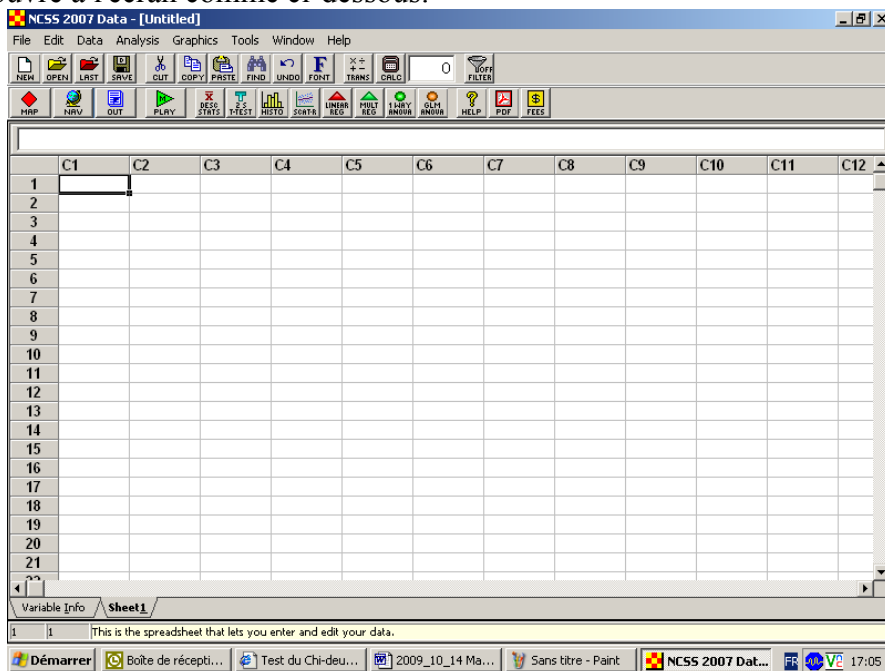 NCSS 2007 Data - [Untitled]
File Edit Data Analysis Graphics Tools Window Help
NEW OPEN LAST SAVE CUT COPY PASTE FIND UNDO FONT TRANS CALC 0 OFF FILTER
MAP NAV OUT PLAY DESC STATS 2 S T-TEST HISTO SCAT-R LINEAR REG MULT REG 1 WAY ANOVA GLM ANOVA HELP PDF FEES
C1 C2 C3 C4 C5 C6 C7 C8 C9 C10 C11 C12
1
2
3
4
5
6
7
8
9
10
11
12
13
14
15
16
17
18
19
20
21
Variable Info Sheet1
1 1 This is the spreadsheet that lets you enter and edit your data.
Démarrer Boîte de récepti... Test du Chi-deu... 2009_10_14 Ma... Sans titre - Paint NCSS 2007 Dat... FR 17:05